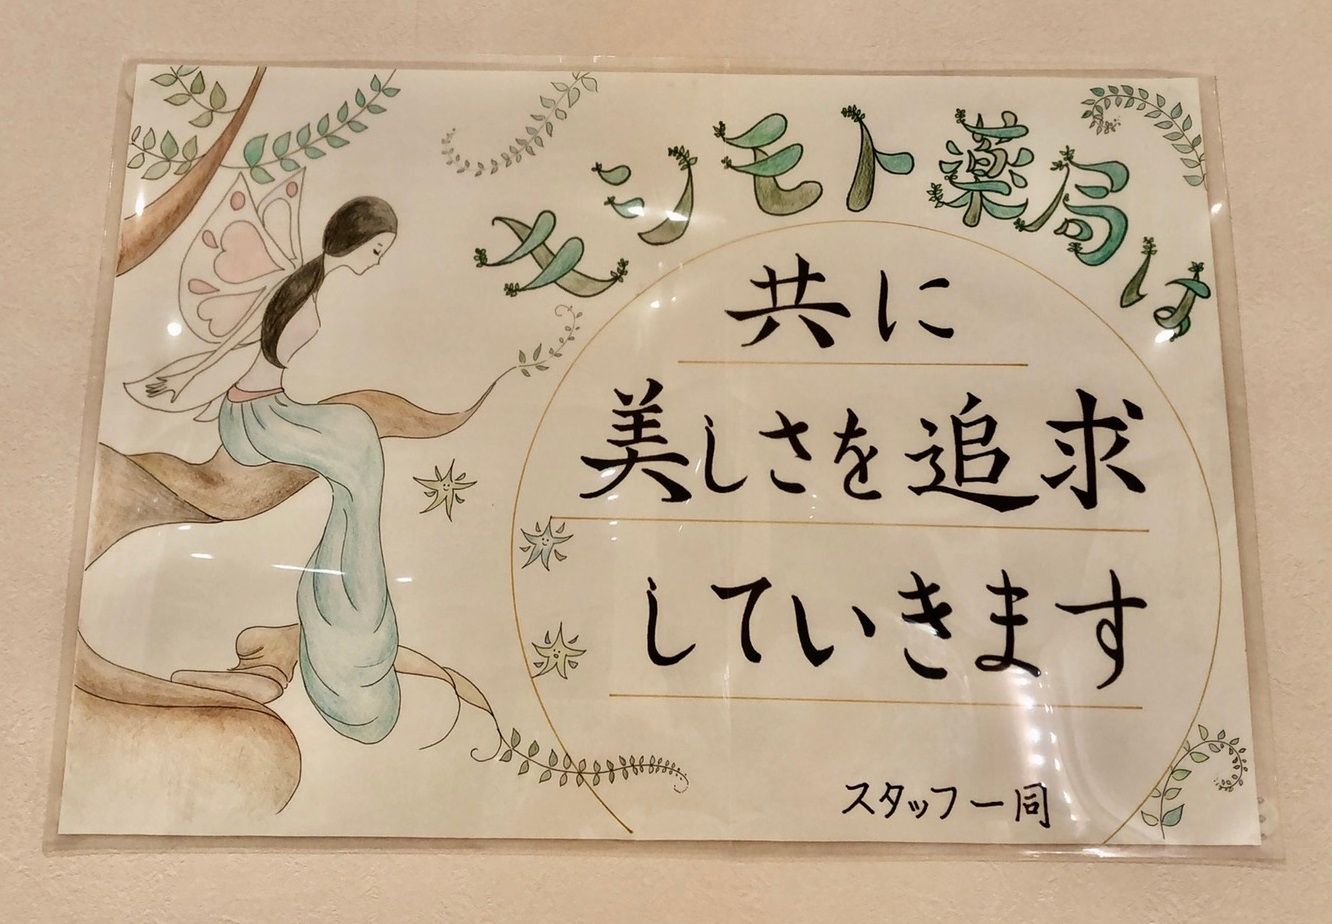 メシモト薬局は
共に
美しさを追求
していきます
スタッフ一同